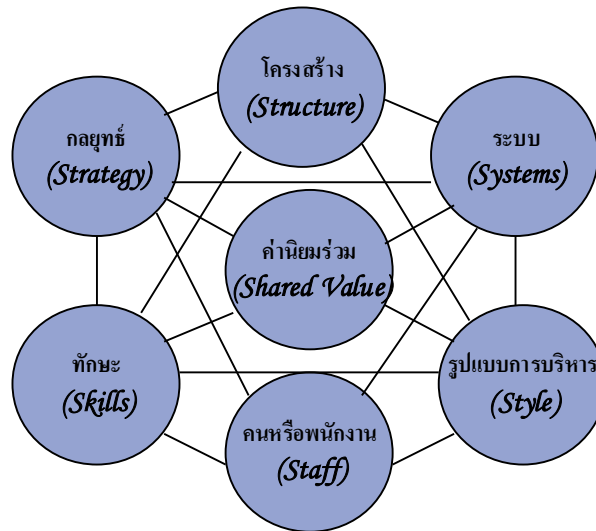 โครงสร้าง
(Structure)
กลยุทธ์
(Strategy)
ระบบ
(Systems)
ค่านิยมร่วม
(Shared Value)
ทักษะ
(Skills)
รูปแบบการบริหาร
(Style)
คนหรือพนักงาน
(Staff)